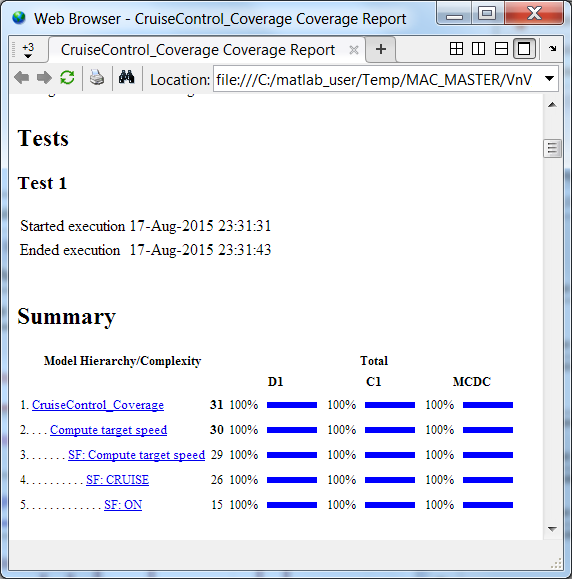 Web Browser - CruiseControl_Coverage Coverage Report
+3 CruiseControl_Coverage Coverage Report
Location: file:///C:/matlab_user/Temp/MAC_MASTER/VnV
Tests
Test 1
Started execution 17-Aug-2015 23:31:31
Ended execution 17-Aug-2015 23:31:43
Summary
Model Hierarchy/Complexity Total
D1 C1 MCDC
1. CruiseControl_Coverage 31 100% 100% 100%
2. . . . Compute target speed 30 100% 100% 100%
3. . . . . . . SF: Compute target speed 29 100% 100% 100%
4. . . . . . . . . . SF: CRUISE 26 100% 100% 100%
5. . . . . . . . . . . . . SF: ON 15 100% 100% 100%